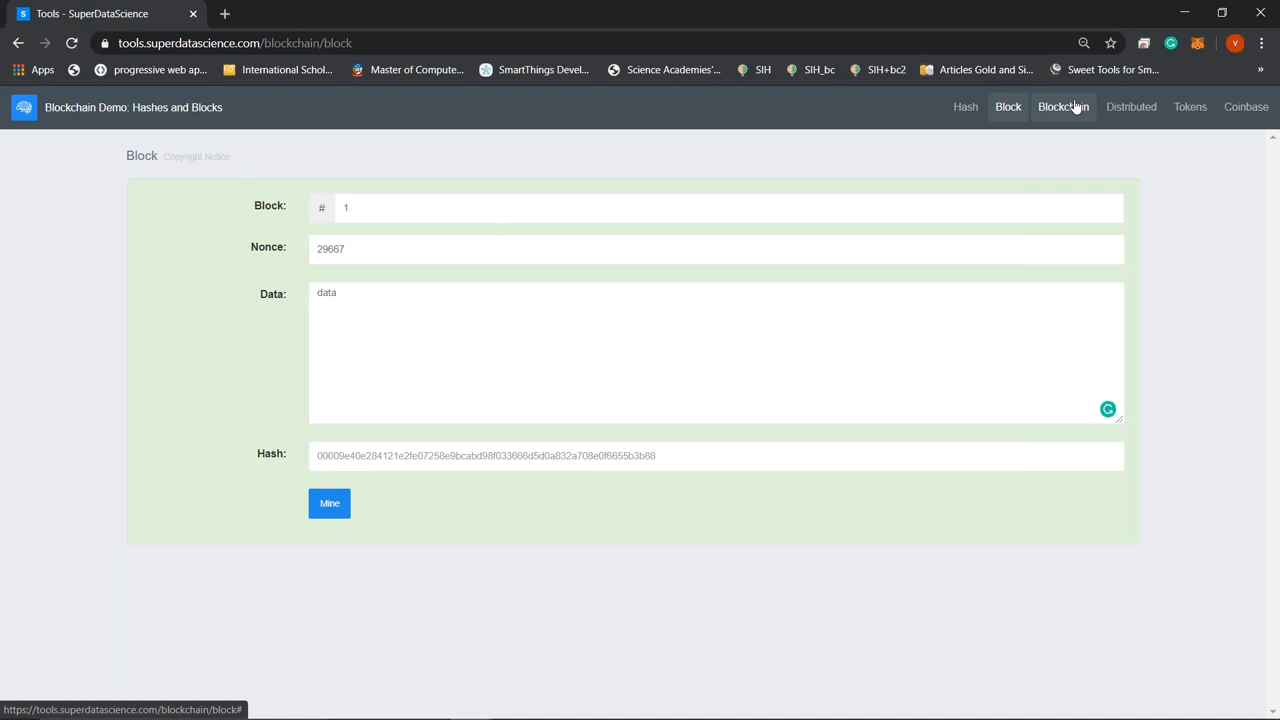 S Tools - SuperDataScience
tools.superdatascience.com/blockchain/block
V
Apps progressive web ap... International Schol... Master of Compute... SmartThings Devel... Science Academies'... SIH SIH_bc SIH+bc2 Articles Gold and Si... Sweet Tools for Sm... »
Blockchain Demo: Hashes and Blocks Hash Block Blockchain Distributed Tokens Coinbase
Block Copyright Notice
Block: # 1
Nonce: 29667
Data: data
Hash: 00009e40e284121e2fe07258e9bcabd98f033666d5d0a832a708e0f6655b3b88
Mine
https://tools.superdatascience.com/blockchain/block#